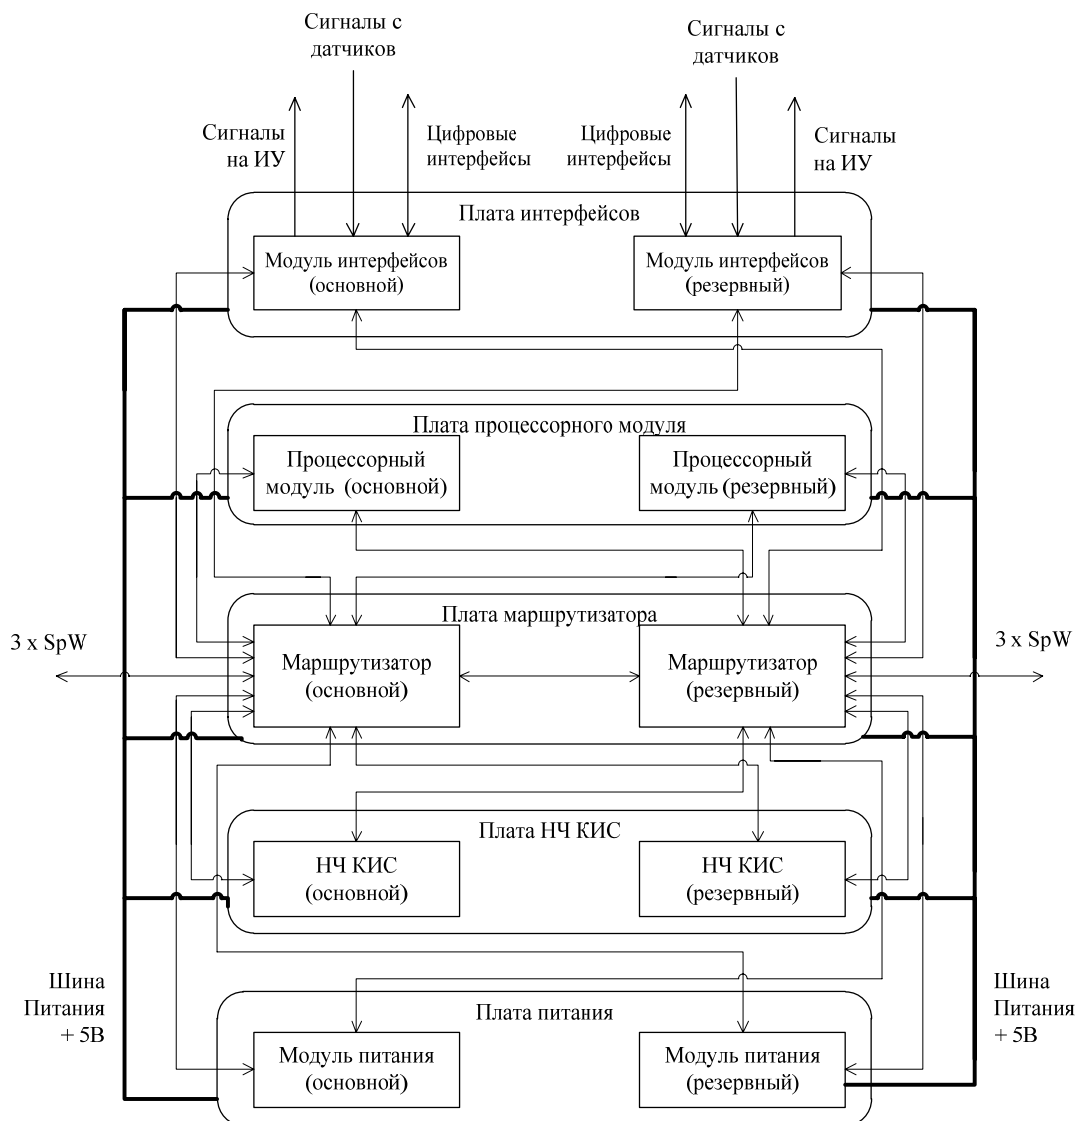 Сигналы с
датчиков
Сигналы с
датчиков
Сигналы
на ИУ
Цифровые
интерфейсы
Цифровые
интерфейсы
Сигналы
на ИУ
Плата интерфейсов
Модуль интерфейсов
(основной)
Модуль интерфейсов
(резервный)
Плата процессорного модуля
Процессорный
модуль (основной)
Процессорный
модуль (резервный)
Плата маршрутизатора
3 x SpW
Маршрутизатор
(основной)
Маршрутизатор
(резервный)
3 x SpW
Плата НЧ КИС
НЧ КИС
(основной)
НЧ КИС
(резервный)
Шина
Питания
+ 5В
Шина
Питания
+ 5В
Плата питания
Модуль питания
(основной)
Модуль питания
(резервный)